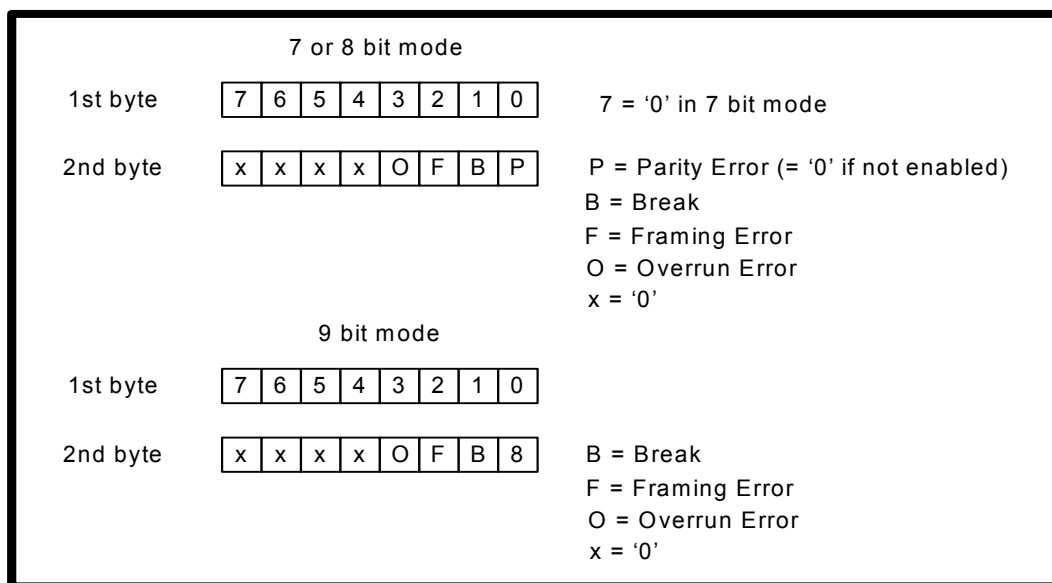 7 or 8 bit mode
1st byte 7 6 5 4 3 2 1 0 7 = ‘0’ in 7 bit mode
2nd byte x x x x O F B P P = Parity Error (= ‘0’ if not enabled)
B = Break
F = Framing Error
O = Overrun Error
x = ‘0’
9 bit mode
1st byte 7 6 5 4 3 2 1 0
2nd byte x x x x O F B 8 B = Break
F = Framing Error
O = Overrun Error
x = ‘0’